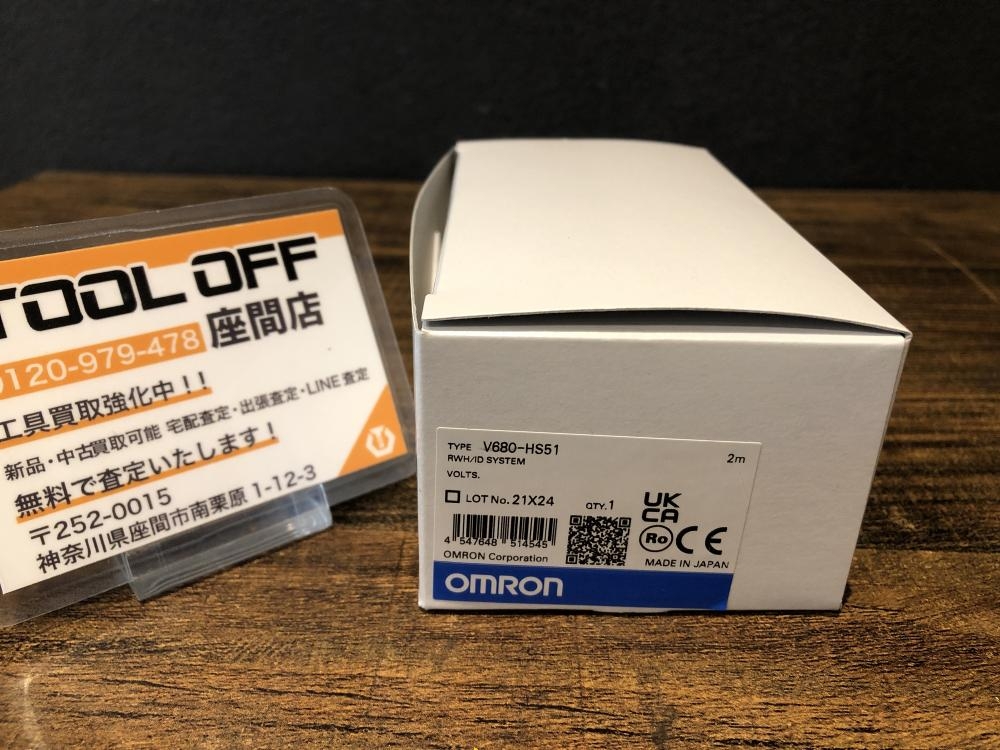 TOOL OFF
0120-979-478 座間店
工具買取強化中!!
新品・中古買取可能 宅配査定・出張査定・LINE査定
無料で査定いたします!
〒252-0015
神奈川県座間市南栗原1-12-3
TYPE V680-HS51
2m
RWH/ID SYSTEM
VOLTS.
LOT No. 21X24
QTY. 1
UK
CA
Ro
CE
4 547648 514545
OMRON Corporation
MADE IN JAPAN
OMRON